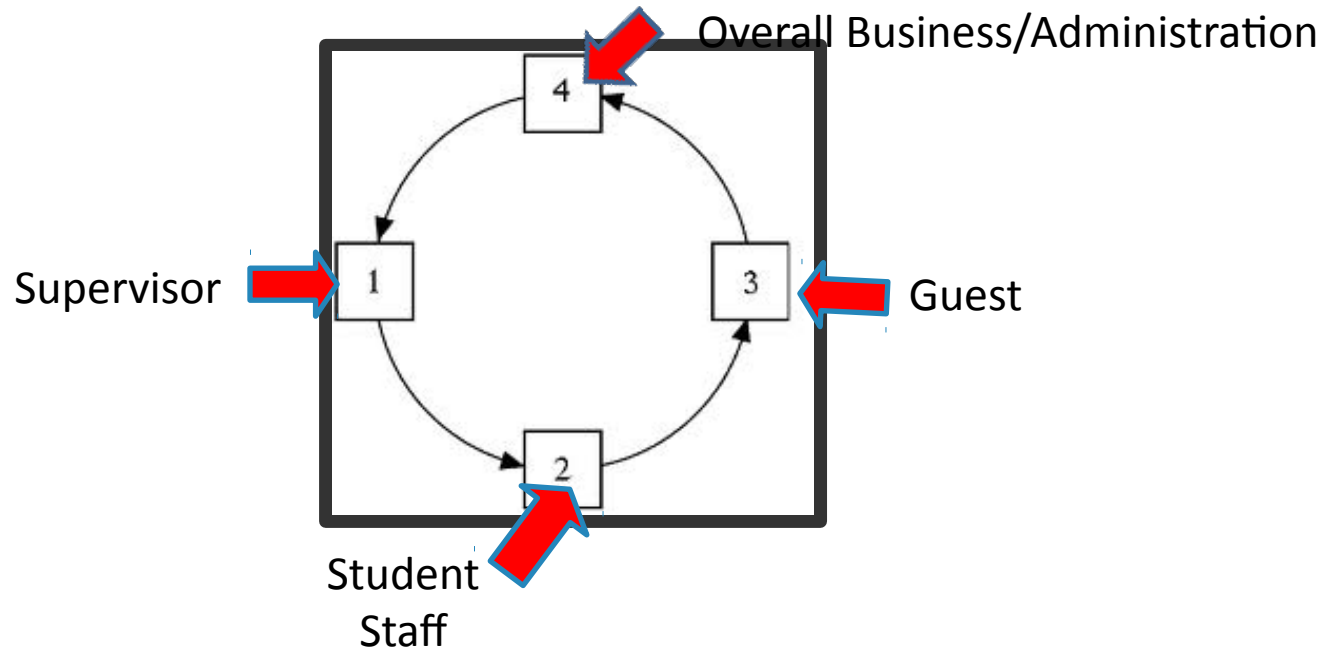 Overall Business/Administration
4
Supervisor
1
3
Guest
2
Student
Staff